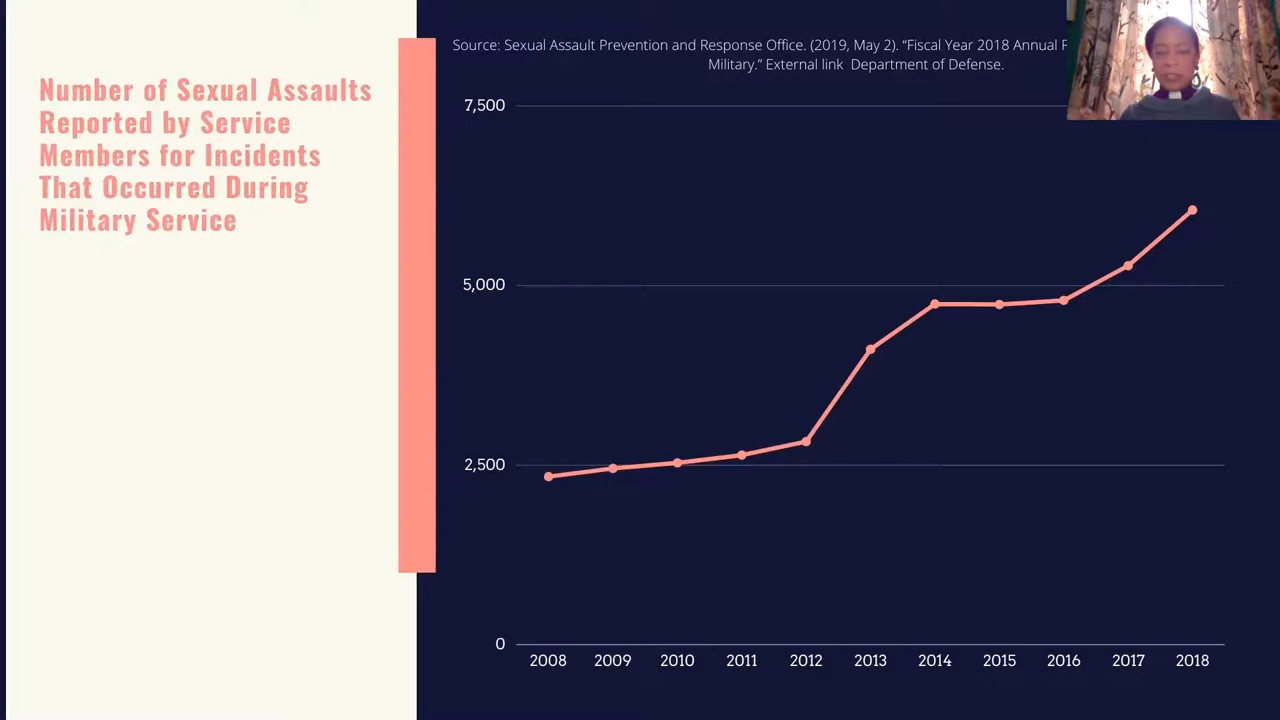 Number of Sexual Assaults
Reported by Service
Members for Incidents
That Occurred During
Military Service
Source: Sexual Assault Prevention and Response Office. (2019, May 2). “Fiscal Year 2018 Annual
Military.” External link  Department of Defense.
7,500
5,000
2,500
0
2008 2009 2010 2011 2012 2013 2014 2015 2016 2017 2018